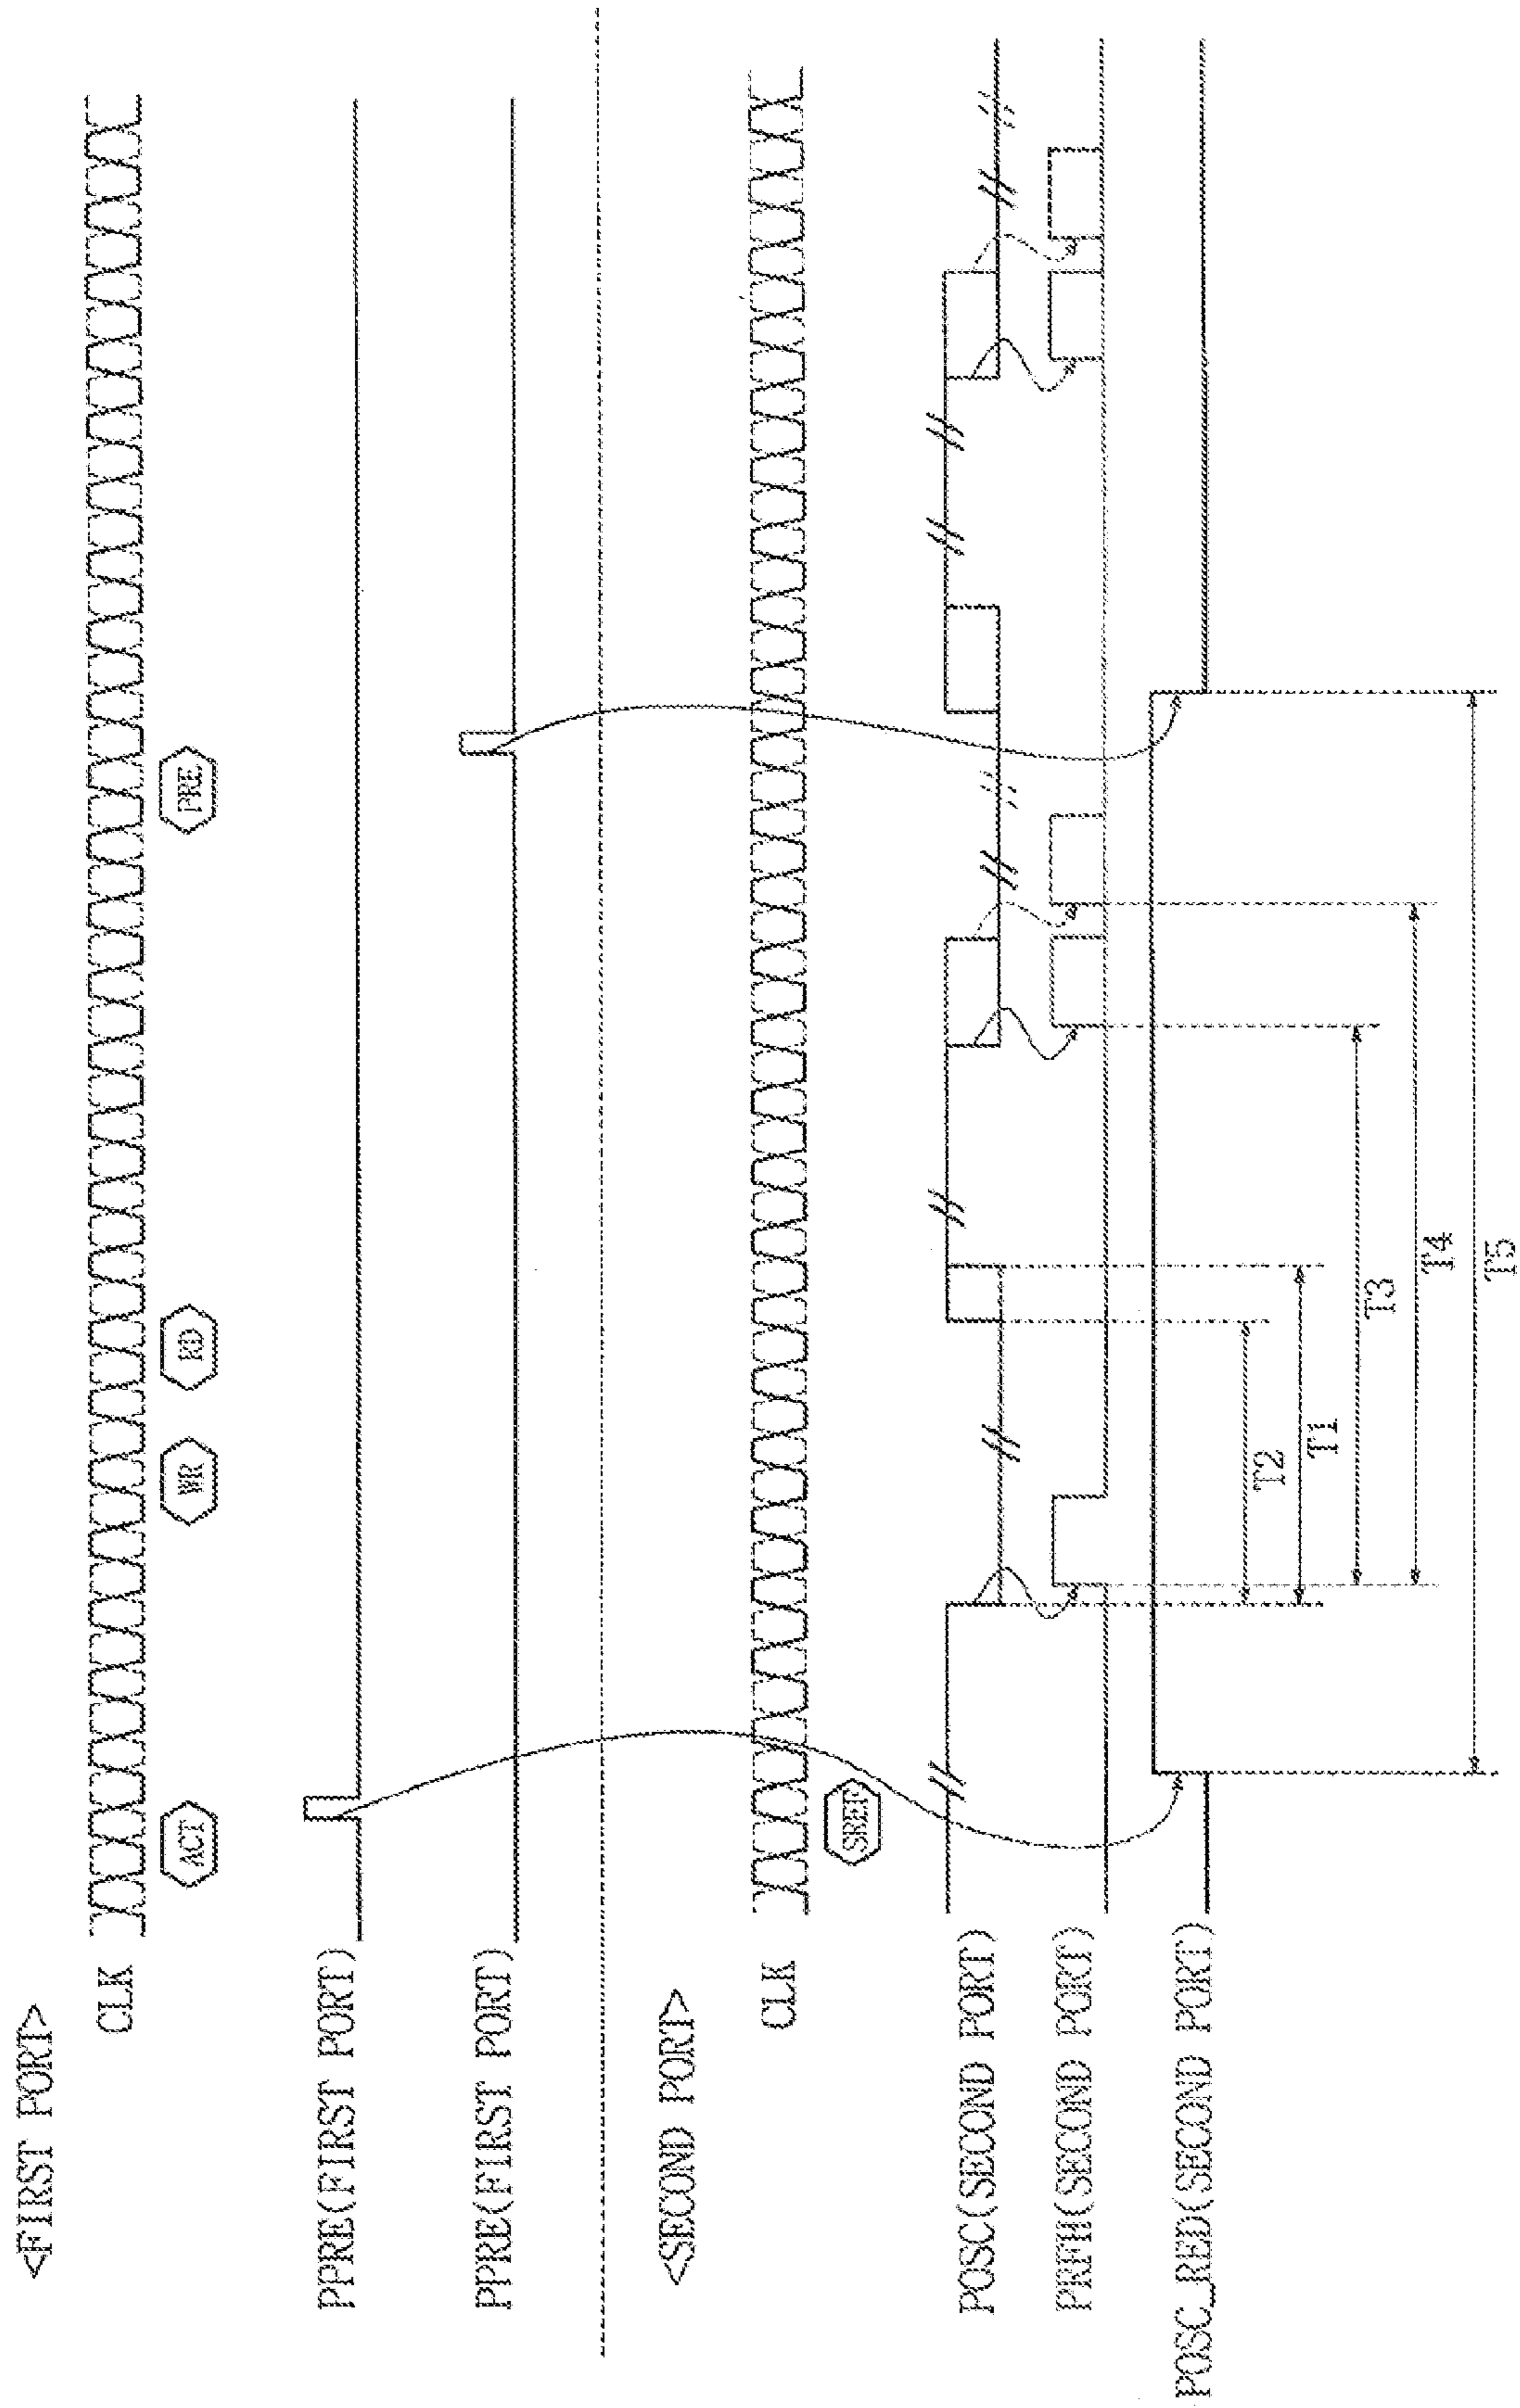 <FIRST PORT>
CLK
ACT
WR
RD
PRE
PPRE(FIRST PORT)
PPRE(FIRST PORT)
<SECOND PORT>
CLK
SREF
POSC(SECOND PORT)
PRFH(SECOND PORT)
POSC_RED(SECOND PORT)
T2
T1
T3
T4
T5